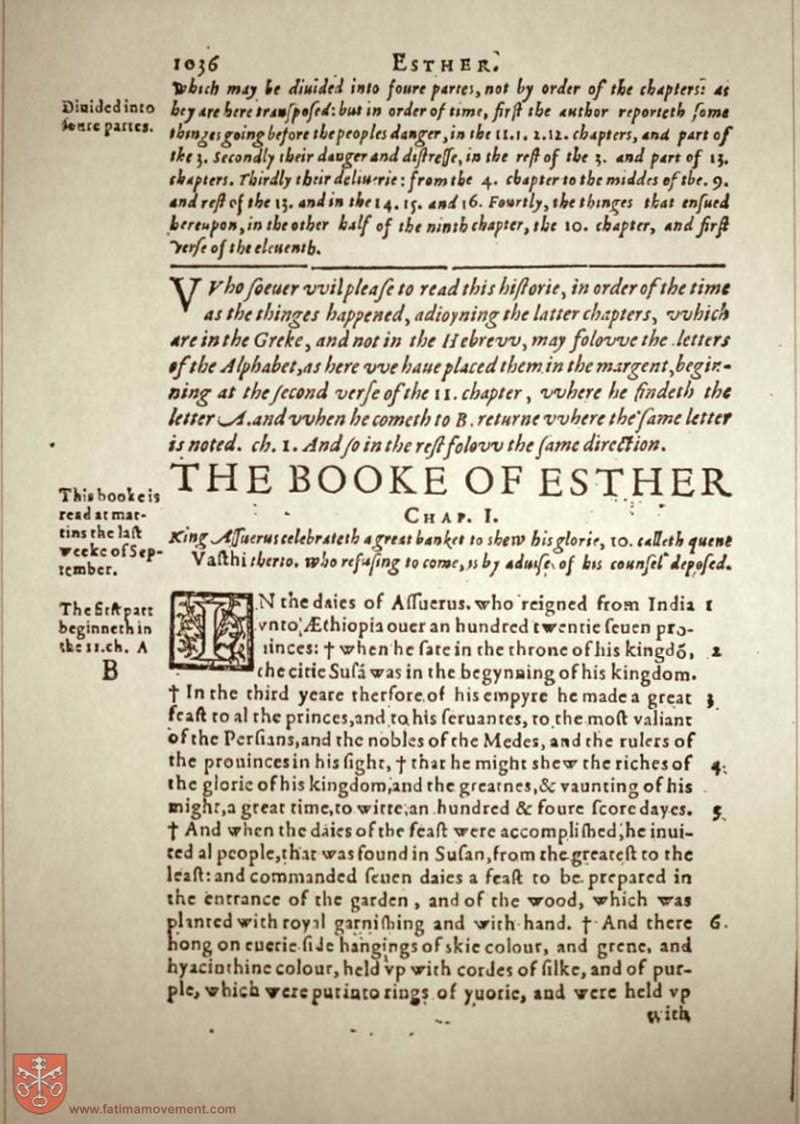 1036 ESTHER.
Which may be diuided into foure partes, not by order of the chapters: as
Diuided into
foure partes.
hey are here transposed: but in order of time, first the author reporteth some
thinges going before the peoples danger, in the 11. 1. 2. 12. chapters, and part of
the 3. Secondly their danger and distresse, in the rest of the 3. and part of 13.
chapters. Thirdly their deliuerie: from the 4. chapter to the middes of the. 9.
and rest of the 13. and in the 14. 15. and 16. Fourtly, the thinges that ensued
hereupon, in the other half of the ninth chapter, the 10. chapter, and first
verse of the eleuenth.
VVhosoeuer vvil please to read this historie, in order of the time
as the thinges happened, adioyning the latter chapters, vvhich
are in the Greke, and not in the Hebrevv, may folovve the letters
of the Alphabet, as here vve haue placed them in the margent, begin-
ning at the second verse of the 11. chapter, vvhere he findeth the
letter A. and vvhen he cometh to B. returne vvhere the same letter
is noted. ch. 1. And so in the rest folovv the same direction.
THE BOOKE OF ESTHER
This booke is
read at mat-
tins the last
weeke of Sep-
tember.
CHAP. I.
King Assuerus celebrateth a great banket to shew his glorie, 10. calleth quene
Vasthi therto. who refusing to come, is by aduise of his counsel deposed.
The first part
beginneth in
the 11. ch. A
B
IN the daies of Assuerus. who reigned from India 1
vnto Æthiopia ouer an hundred twentie seuen pro-
uinces: † when he sate in the throne of his kingdō, 2
the citie Susā was in the begynning of his kingdom.
† In the third yeare therfore of his empyre he made a great 3
feast to al the princes, and to his seruantes, to the most valiant
of the Persians, and the nobles of the Medes, and the rulers of
the prouinces in his sight, † that he might shew the riches of 4.
the glorie of his kingdom, and the greatnes, & vaunting of his
might, a great time, to witte, an hundred & foure score dayes. 5
† And when the daies of the feast were accomplished, he inui-
ted al people, that was found in Susan, from the greatest to the
least: and commanded seuen daies a feast to be prepared in
the entrance of the garden, and of the wood, which was
planted with royal garnishing and with hand. † And there 6.
hong on euerie side hangings of skie colour, and grene, and
hyacinthine colour, held vp with cordes of silke, and of pur-
ple, which were put into rings of yuorie, and were held vp
with
www.fatimamovement.com